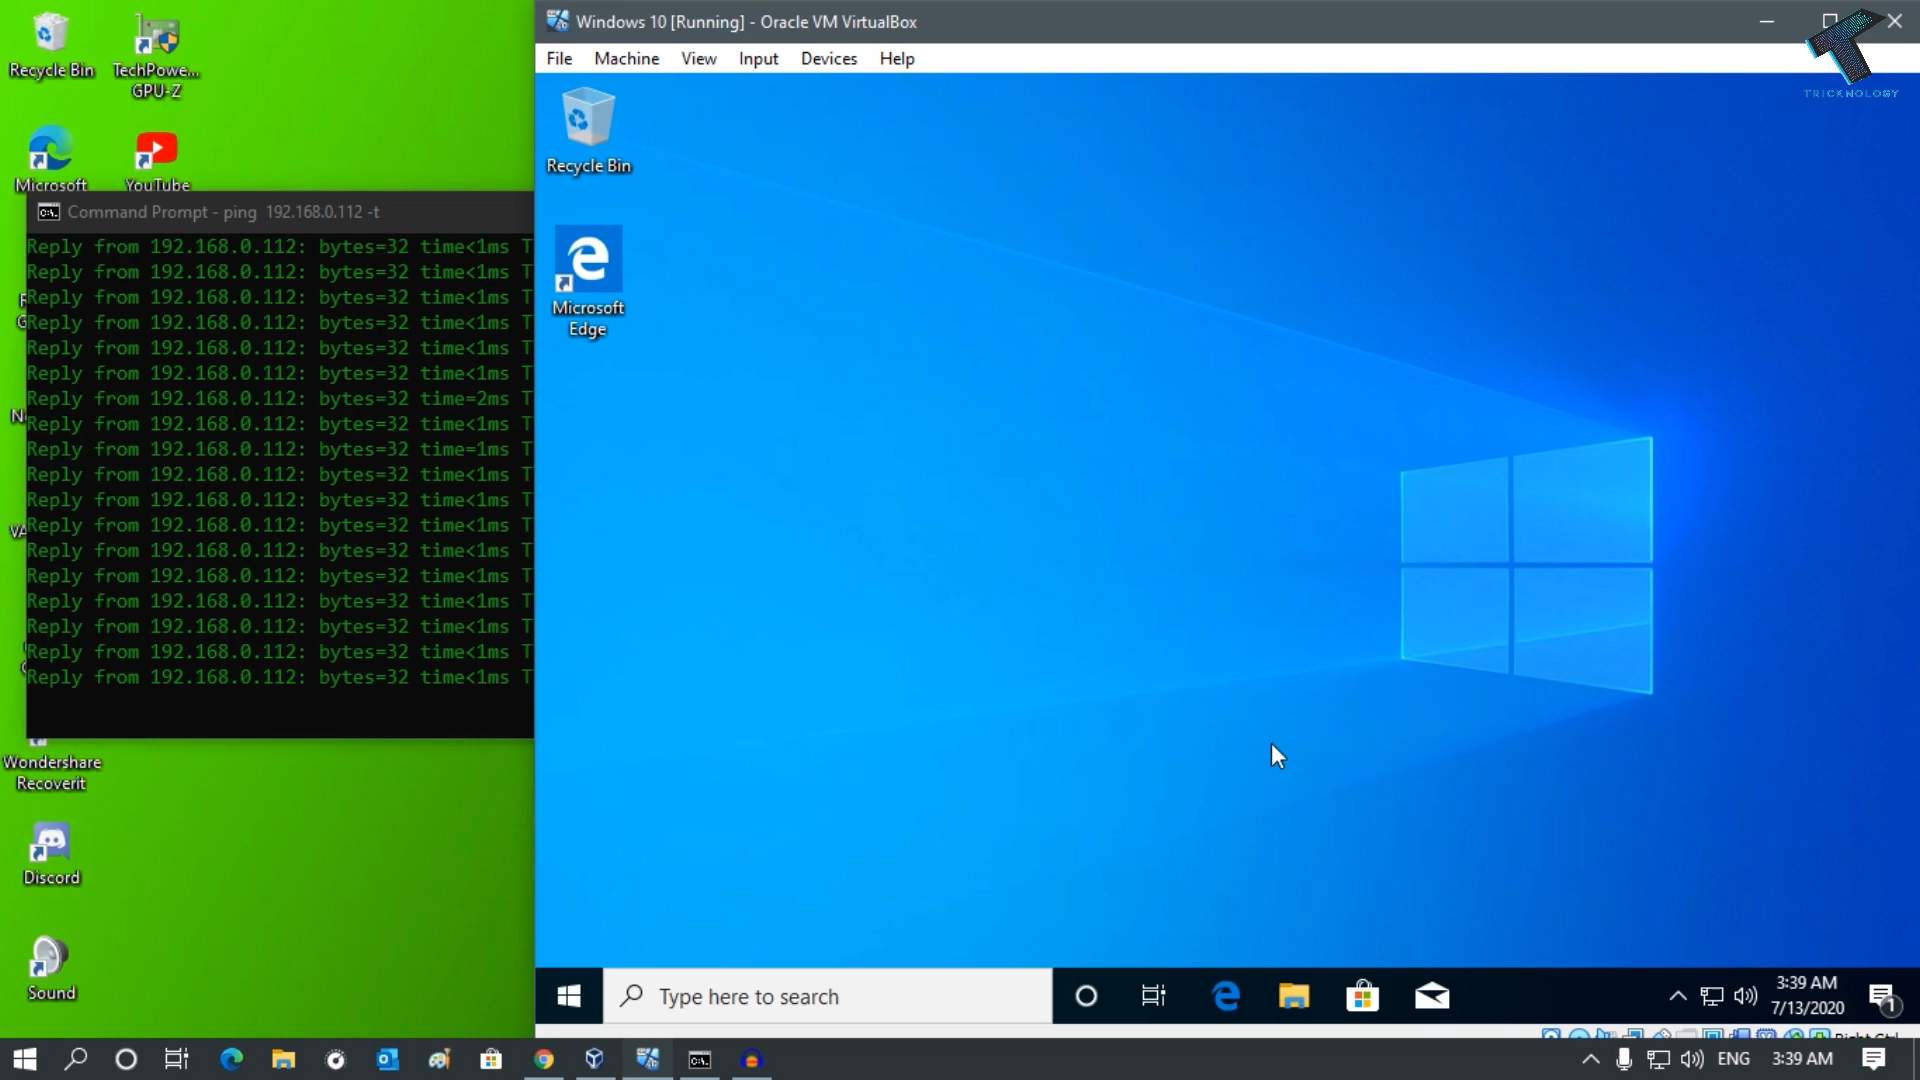 Recycle Bin
TechPowe...
GPU-Z
Microsoft
YouTube
Command Prompt - ping 192.168.0.112 -t
Reply from 192.168.0.112: bytes=32 time<1ms T
Reply from 192.168.0.112: bytes=32 time<1ms T
Reply from 192.168.0.112: bytes=32 time<1ms T
Reply from 192.168.0.112: bytes=32 time<1ms T
Reply from 192.168.0.112: bytes=32 time<1ms T
Reply from 192.168.0.112: bytes=32 time<1ms T
Reply from 192.168.0.112: bytes=32 time=2ms T
Reply from 192.168.0.112: bytes=32 time<1ms T
Reply from 192.168.0.112: bytes=32 time=1ms T
Reply from 192.168.0.112: bytes=32 time<1ms T
Reply from 192.168.0.112: bytes=32 time<1ms T
Reply from 192.168.0.112: bytes=32 time<1ms T
Reply from 192.168.0.112: bytes=32 time<1ms T
Reply from 192.168.0.112: bytes=32 time<1ms T
Reply from 192.168.0.112: bytes=32 time<1ms T
Reply from 192.168.0.112: bytes=32 time<1ms T
Reply from 192.168.0.112: bytes=32 time<1ms T
Reply from 192.168.0.112: bytes=32 time<1ms T
Wondershare
Recoverit
Discord
Sound
Windows 10 [Running] - Oracle VM VirtualBox
File Machine View Input Devices Help
TRICKNOLOGY
Recycle Bin
Microsoft
Edge
Type here to search
3:39 AM
7/13/2020
1
ENG 3:39 AM